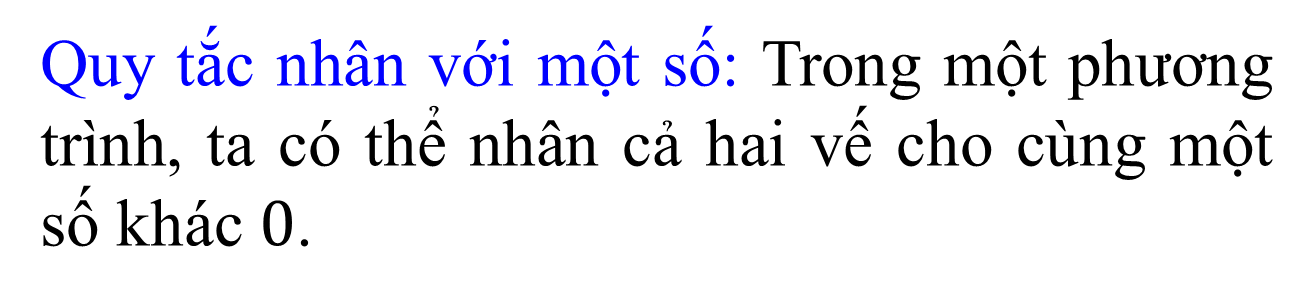 Quy tắc nhân với một số: Trong một phương
trình, ta có thể nhân cả hai vế cho cùng một
số khác 0.